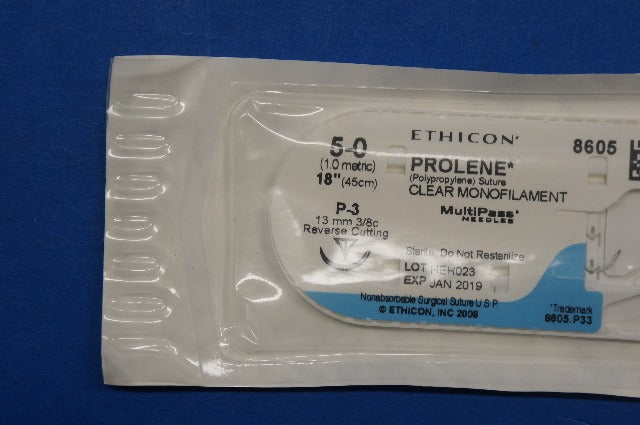 5-0
(1.0 metric)
18"(45cm)
P-3
13 mm 3/8c
Reverse Cutting
ETHICON*
PROLENE*
(Polypropylene) Suture
CLEAR MONOFILAMENT
MultiPass*
NEEDLES
8605
Sterile, Do Not Resterilize
LOT HEH023
EXP JAN 2019
Nonabsorbable Surgical Suture U.S.P.
© ETHICON, INC 2008
*Trademark
8605.P33